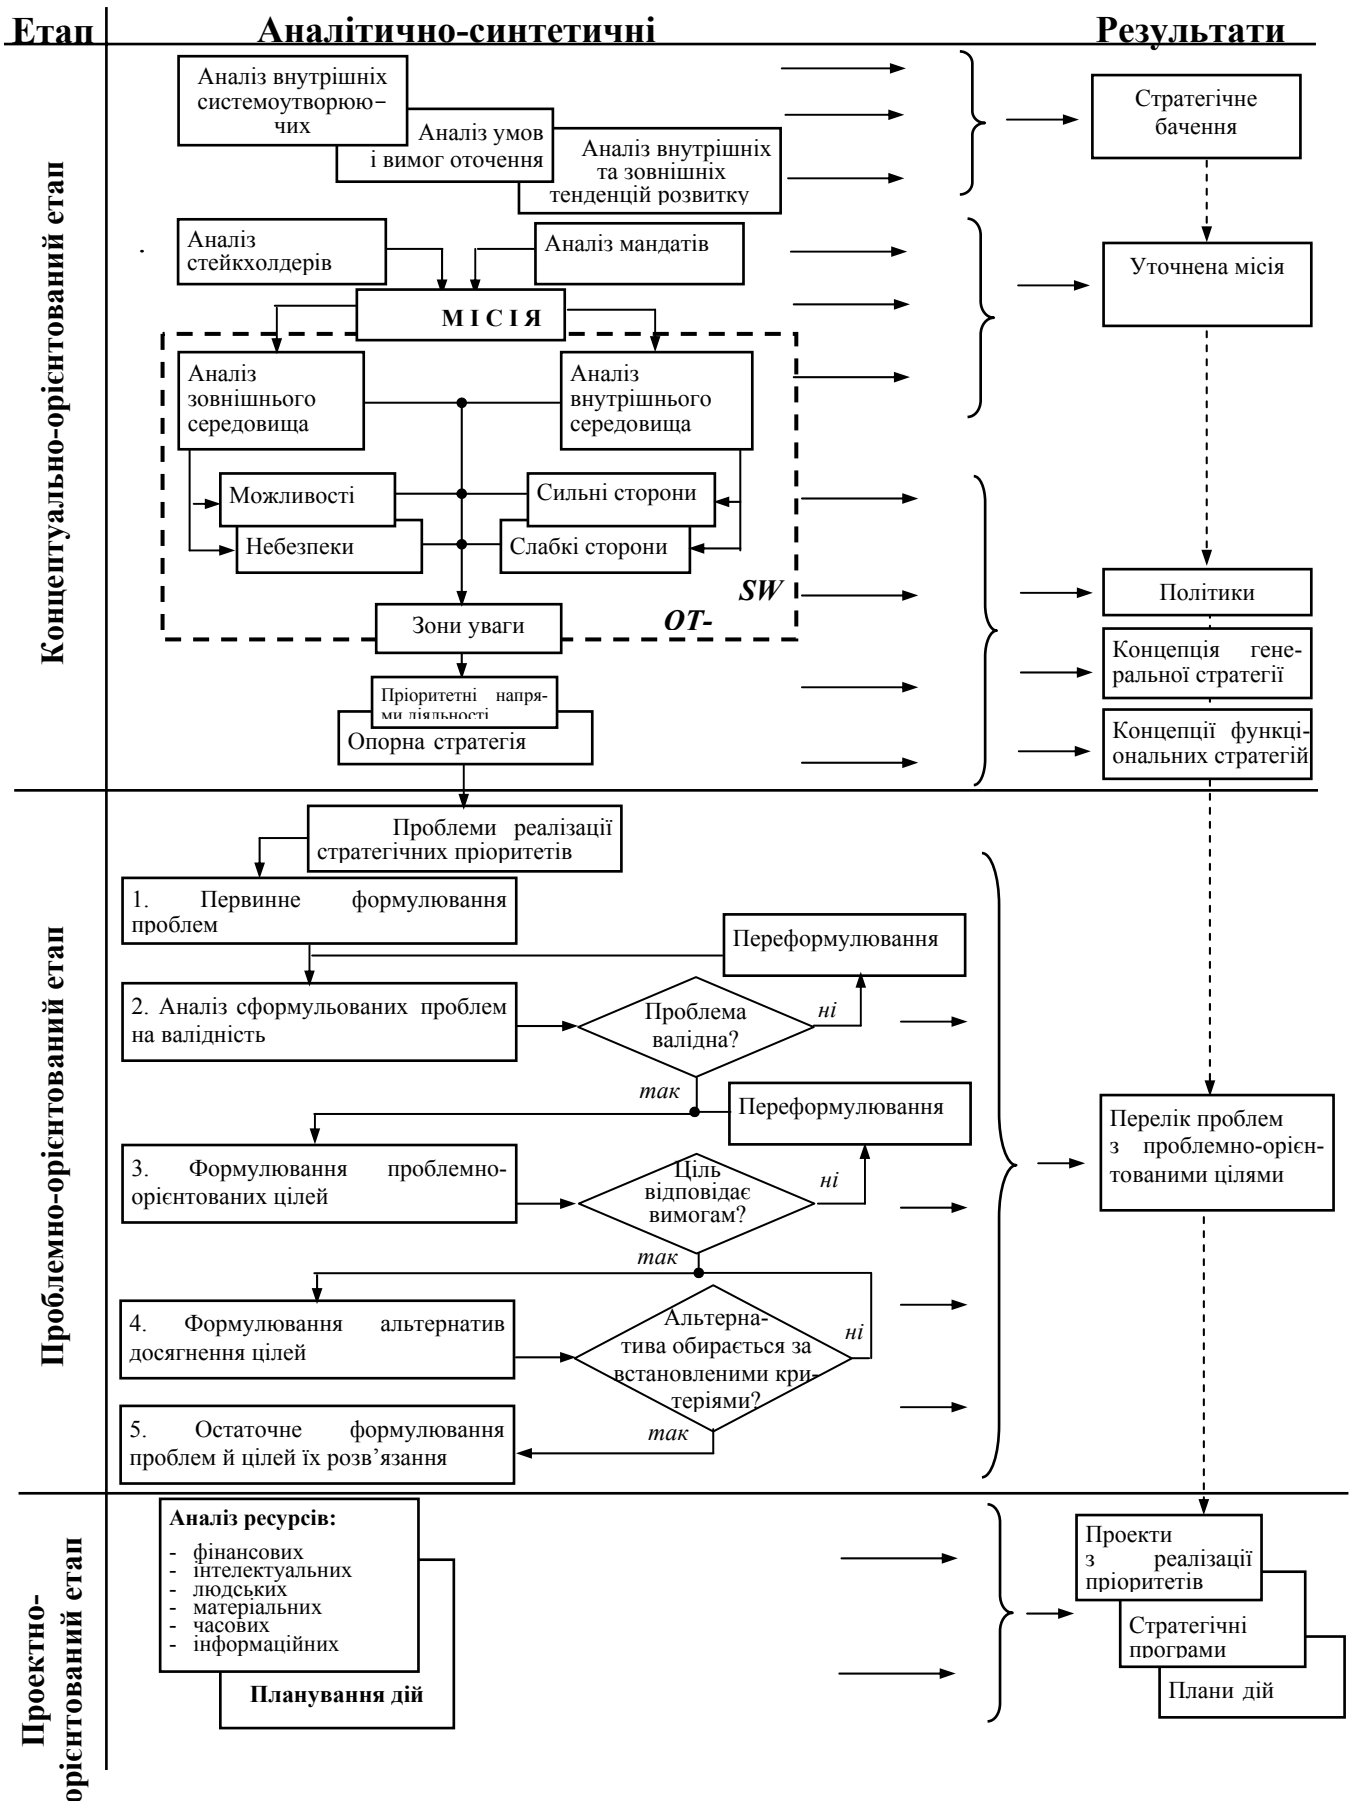 Етап
Аналітично-синтетичні
Результати
Концептуально-орієнтований етап
Аналіз внутрішніх
системоутворюю-
чих
Аналіз умов
і вимог оточення
Аналіз внутрішніх
та зовнішніх
тенденцій розвитку
Стратегічне
бачення
Аналіз
стейкхолдерів
Аналіз мандатів
Уточнена місія
МІСІЯ
Аналіз
зовнішнього
середовища
Аналіз
внутрішнього
середовища
Можливості
Сильні сторони
Небезпеки
Слабкі сторони
SW
OT-
Зони уваги
Політики
Концепція гене-
ральної стратегії
Пріоритетні напря-
ми діяльності
Опорна стратегія
Концепції функці-
ональних стратегій
Проблемно-орієнтований етап
Проблеми реалізації
стратегічних пріоритетів
1. Первинне формулювання
проблем
Переформулювання
2. Аналіз сформульованих проблем
на валідність
Проблема
валідна?
ні
так
Переформулювання
3. Формулювання проблемно-
орієнтованих цілей
Ціль
відповідає
вимогам?
ні
так
Перелік проблем
з проблемно-орієн-
тованими цілями
4. Формулювання альтернатив
досягнення цілей
Альтерна-
тива обирається за
встановленими кри-
теріями?
ні
так
5. Остаточне формулювання
проблем й цілей їх розв’язання
Проектно-
орієнтований етап
Аналіз ресурсів:
- фінансових
- інтелектуальних
- людських
- матеріальних
- часових
- інформаційних
Планування дій
Проекти
з реалізації
пріоритетів
Стратегічні
програми
Плани дій